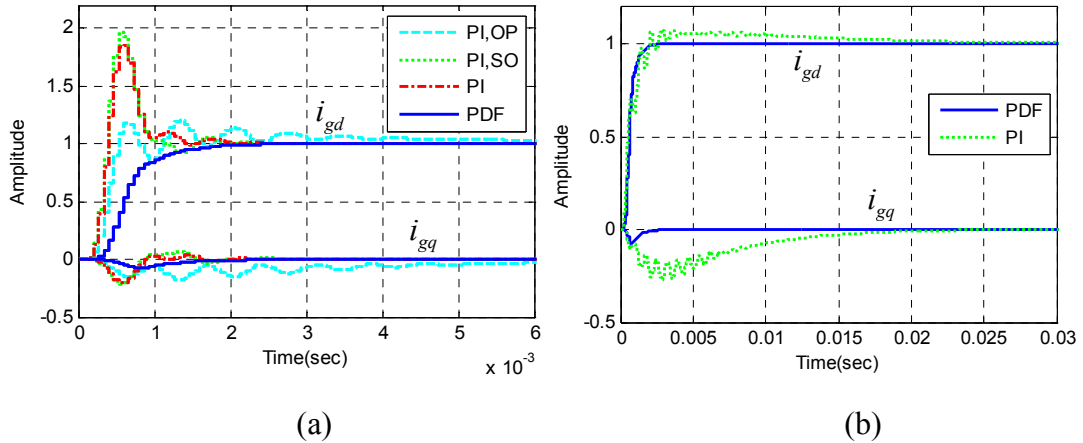 2
1.5
1
0.5
0
-0.5
Amplitude
PI,OP
PI,SO
PI
PDF
i_gd
i_gq
0 1 2 3 4 5 6
Time(sec)
x 10^-3
(a)
1
0.5
0
-0.5
Amplitude
i_gd
PDF
PI
i_gq
0 0.005 0.01 0.015 0.02 0.025 0.03
Time(sec)
(b)